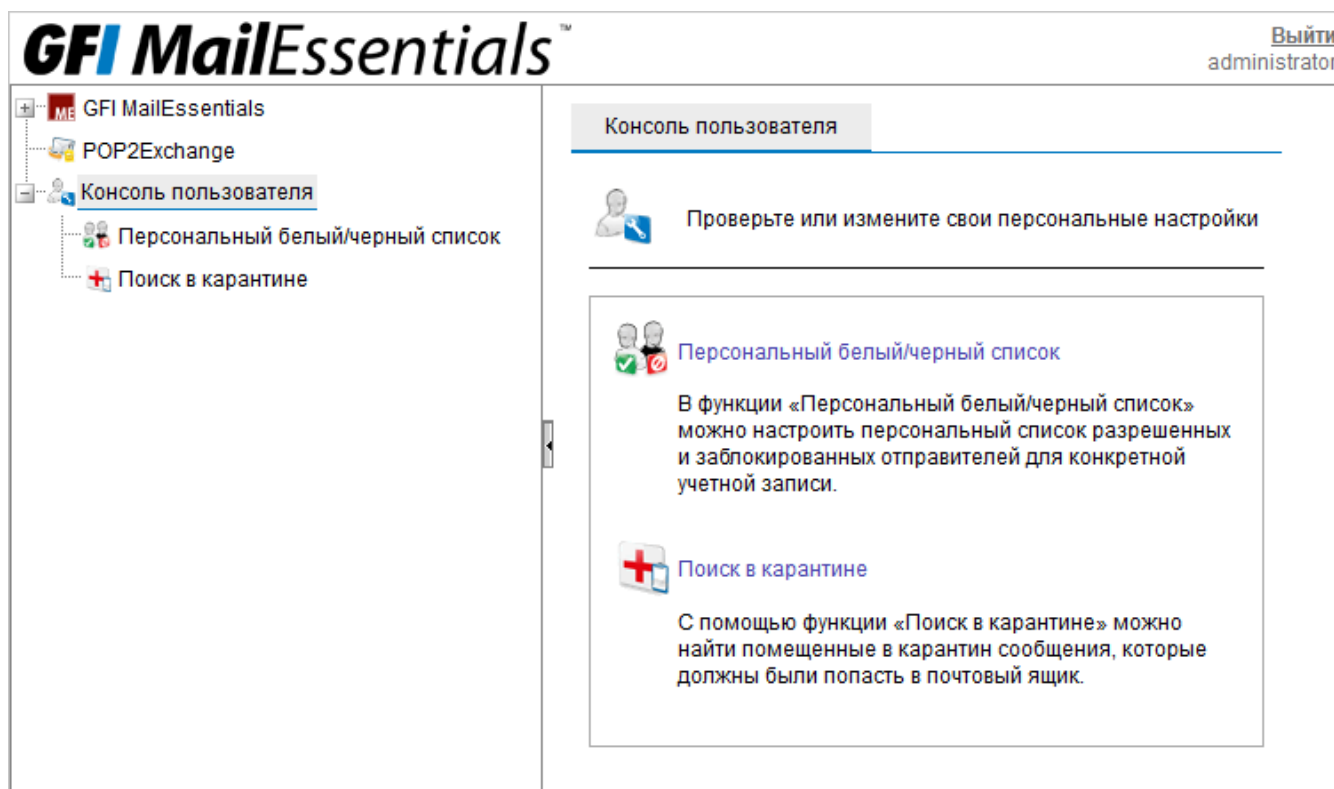 GFI MailEssentials™
Выйти
administrator
GFI MailEssentials
POP2Exchange
Консоль пользователя
Персональный белый/черный список
Поиск в карантине
Консоль пользователя
Проверьте или измените свои персональные настройки
Персональный белый/черный список
В функции «Персональный белый/черный список»
можно настроить персональный список разрешенных
и заблокированных отправителей для конкретной
учетной записи.
Поиск в карантине
С помощью функции «Поиск в карантине» можно
найти помещенные в карантин сообщения, которые
должны были попасть в почтовый ящик.